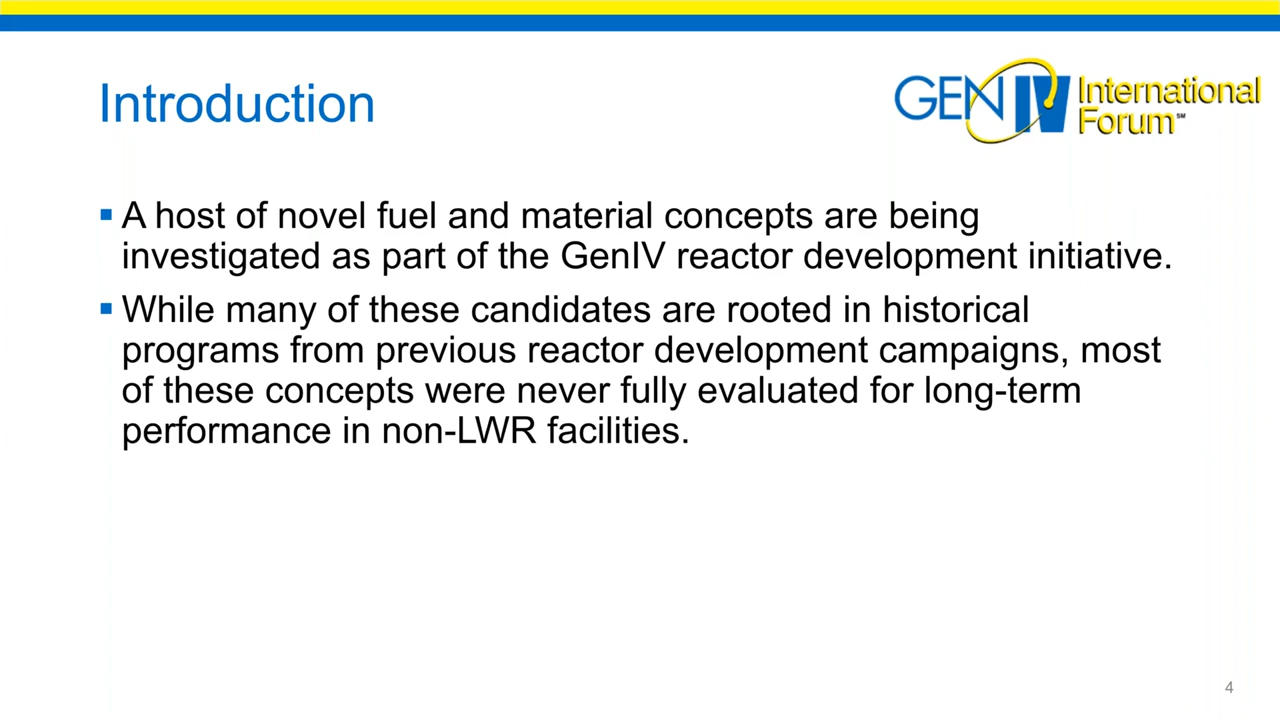 Introduction
GEN IV International
Forum℠
▪ A host of novel fuel and material concepts are being
investigated as part of the GenIV reactor development initiative.
▪ While many of these candidates are rooted in historical
programs from previous reactor development campaigns, most
of these concepts were never fully evaluated for long-term
performance in non-LWR facilities.
4